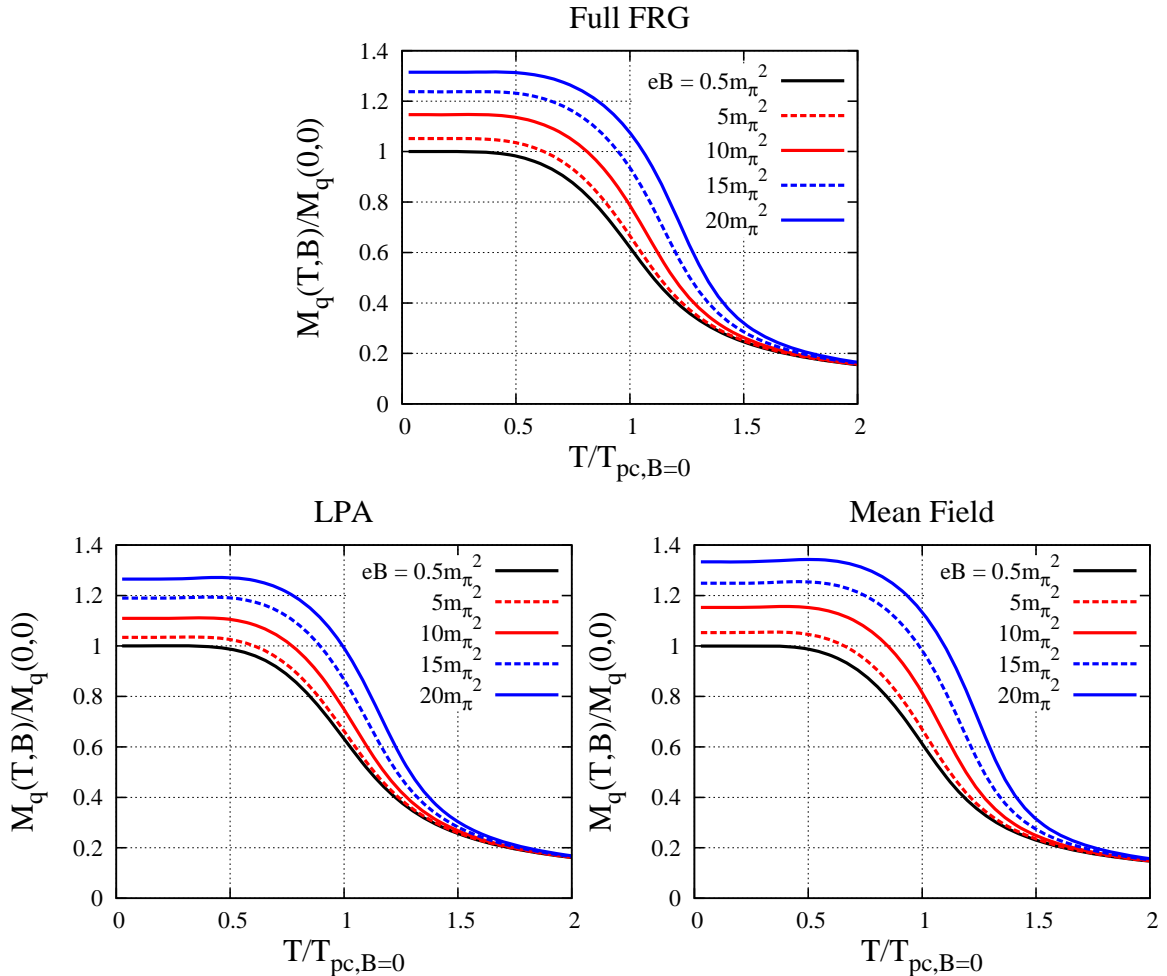 Full FRG
M_q(T,B)/M_q(0,0)
1.4
1.2
1
0.8
0.6
0.4
0.2
0
eB = 0.5m_π^2
5m_π^2
10m_π^2
15m_π^2
20m_π^2
0 0.5 1 1.5 2
T/T_pc,B=0
LPA
M_q(T,B)/M_q(0,0)
1.4
1.2
1
0.8
0.6
0.4
0.2
0
eB = 0.5m_π^2
5m_π^2
10m_π^2
15m_π^2
20m_π^2
0 0.5 1 1.5 2
T/T_pc,B=0
Mean Field
M_q(T,B)/M_q(0,0)
1.4
1.2
1
0.8
0.6
0.4
0.2
0
eB = 0.5m_π^2
5m_π^2
10m_π^2
15m_π^2
20m_π^2
0 0.5 1 1.5 2
T/T_pc,B=0